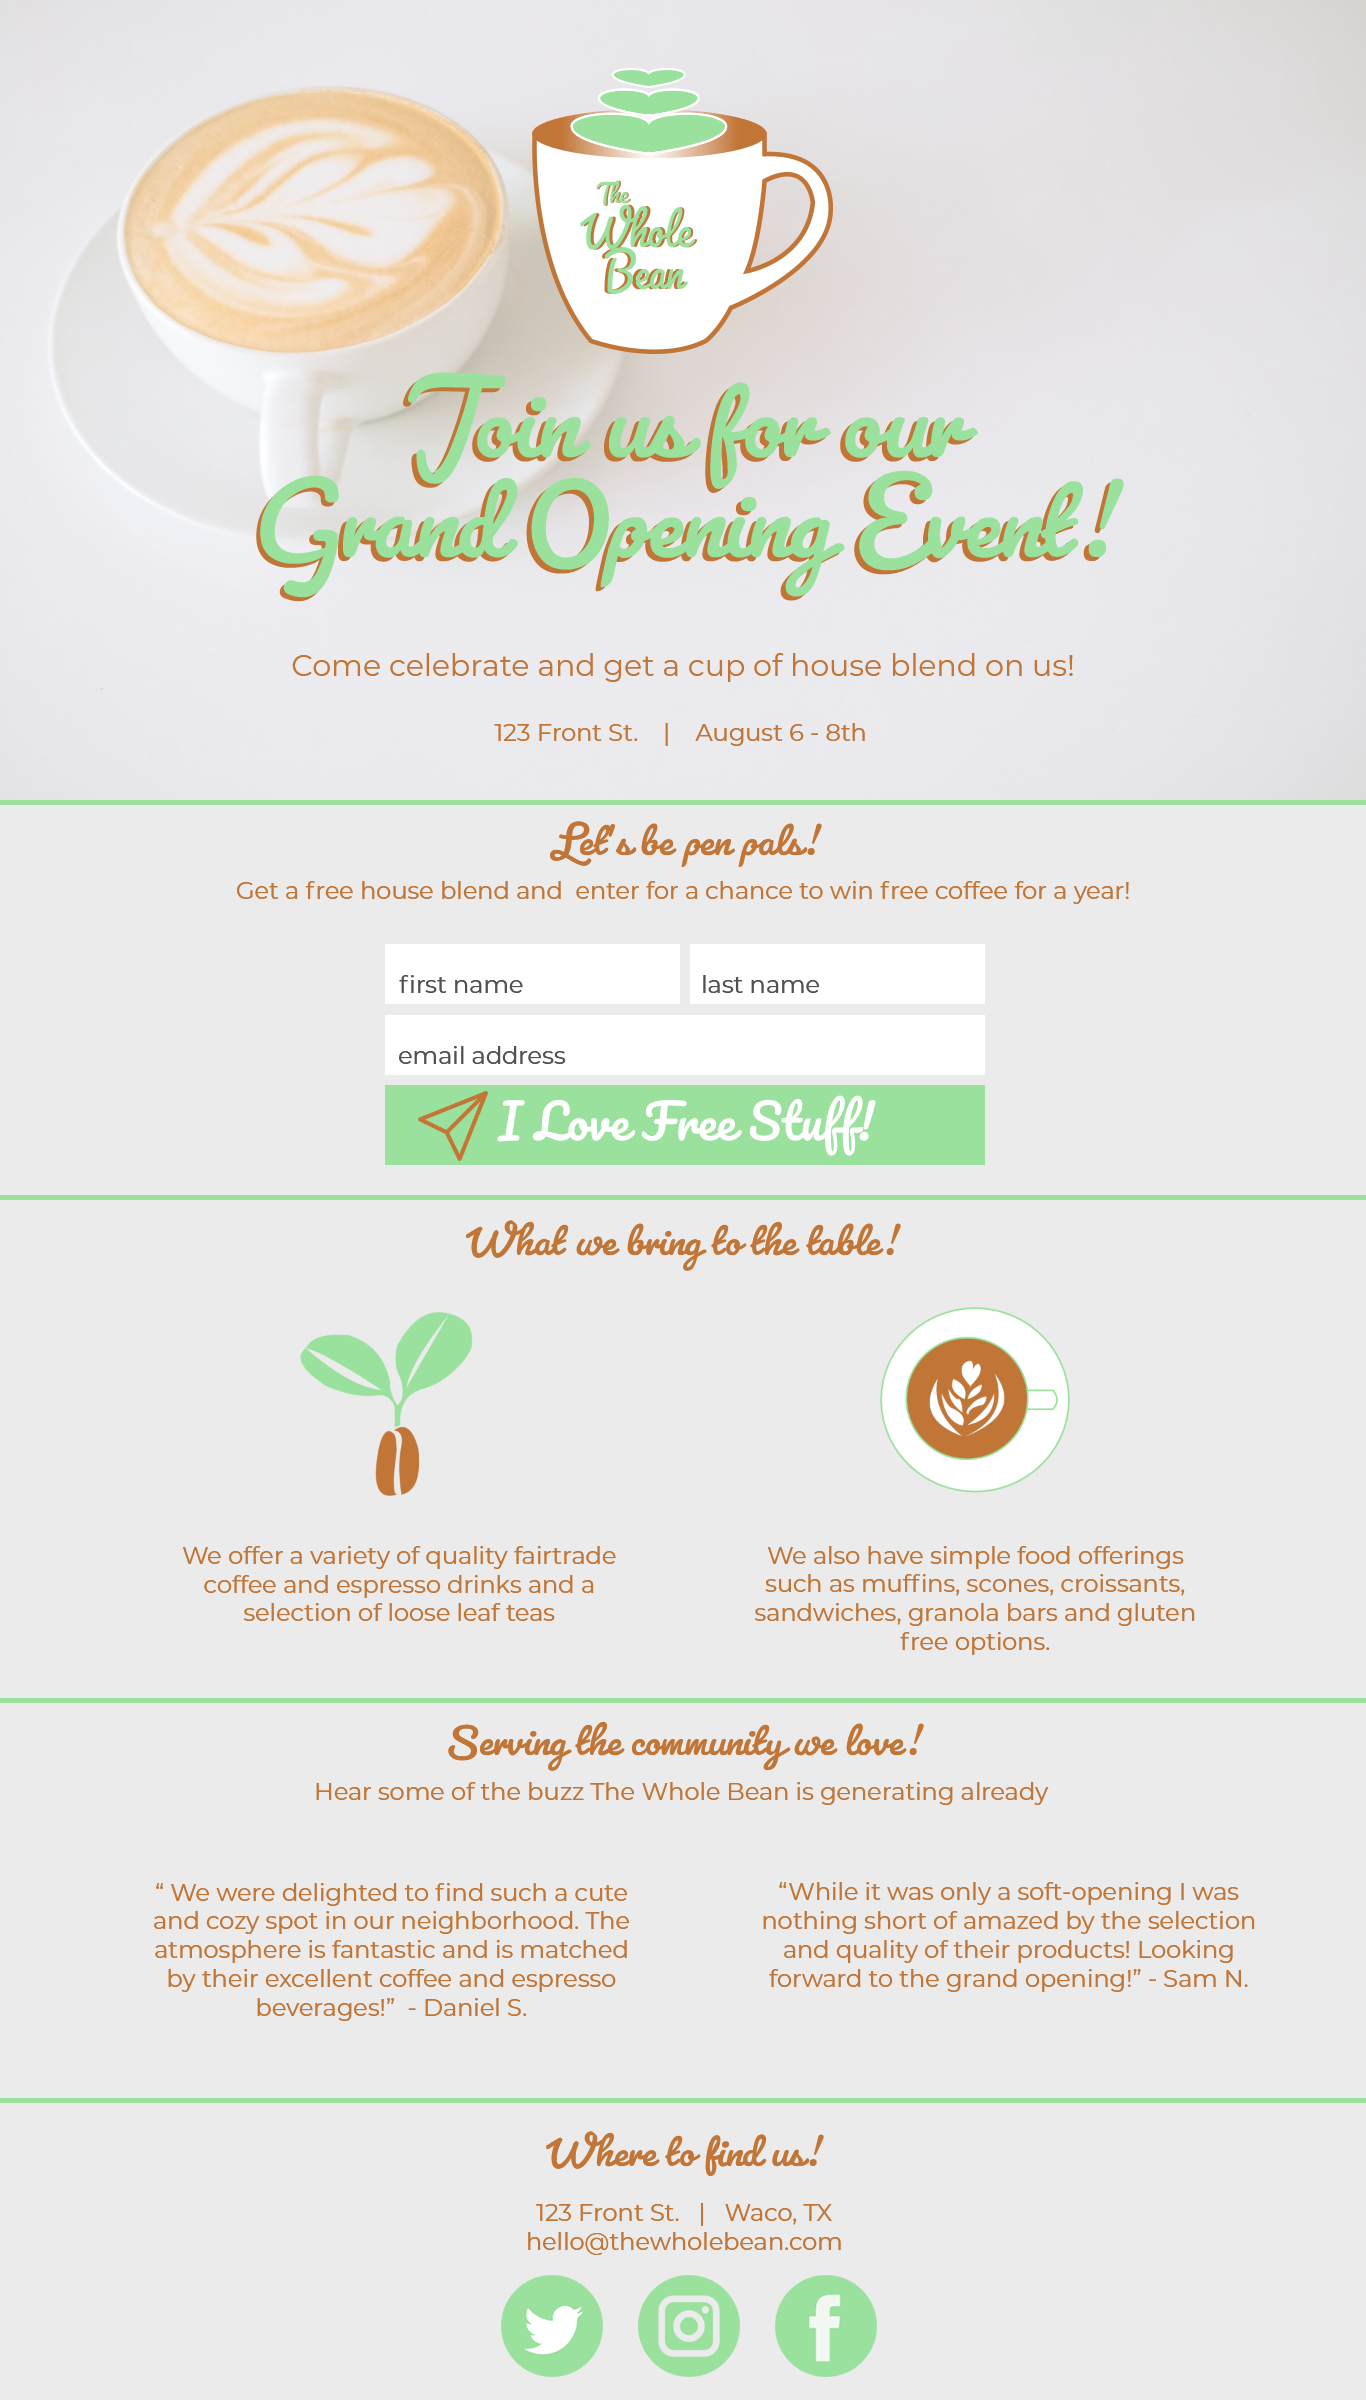 The
Whole
Bean
Join us for our
Grand Opening Event!
Come celebrate and get a cup of house blend on us!
123 Front St. | August 6 - 8th
Let's be pen pals!
Get a free house blend and  enter for a chance to win free coffee for a year!
first name last name
email address
I Love Free Stuff!
What we bring to the table!
We offer a variety of quality fairtrade
coffee and espresso drinks and a
selection of loose leaf teas
We also have simple food offerings
such as muffins, scones, croissants,
sandwiches, granola bars and gluten
free options.
Serving the community we love!
Hear some of the buzz The Whole Bean is generating already
“ We were delighted to find such a cute
and cozy spot in our neighborhood. The
atmosphere is fantastic and is matched
by their excellent coffee and espresso
beverages!”  - Daniel S.
“While it was only a soft-opening I was
nothing short of amazed by the selection
and quality of their products! Looking
forward to the grand opening!” - Sam N.
Where to find us!
123 Front St. | Waco, TX
hello@thewholebean.com